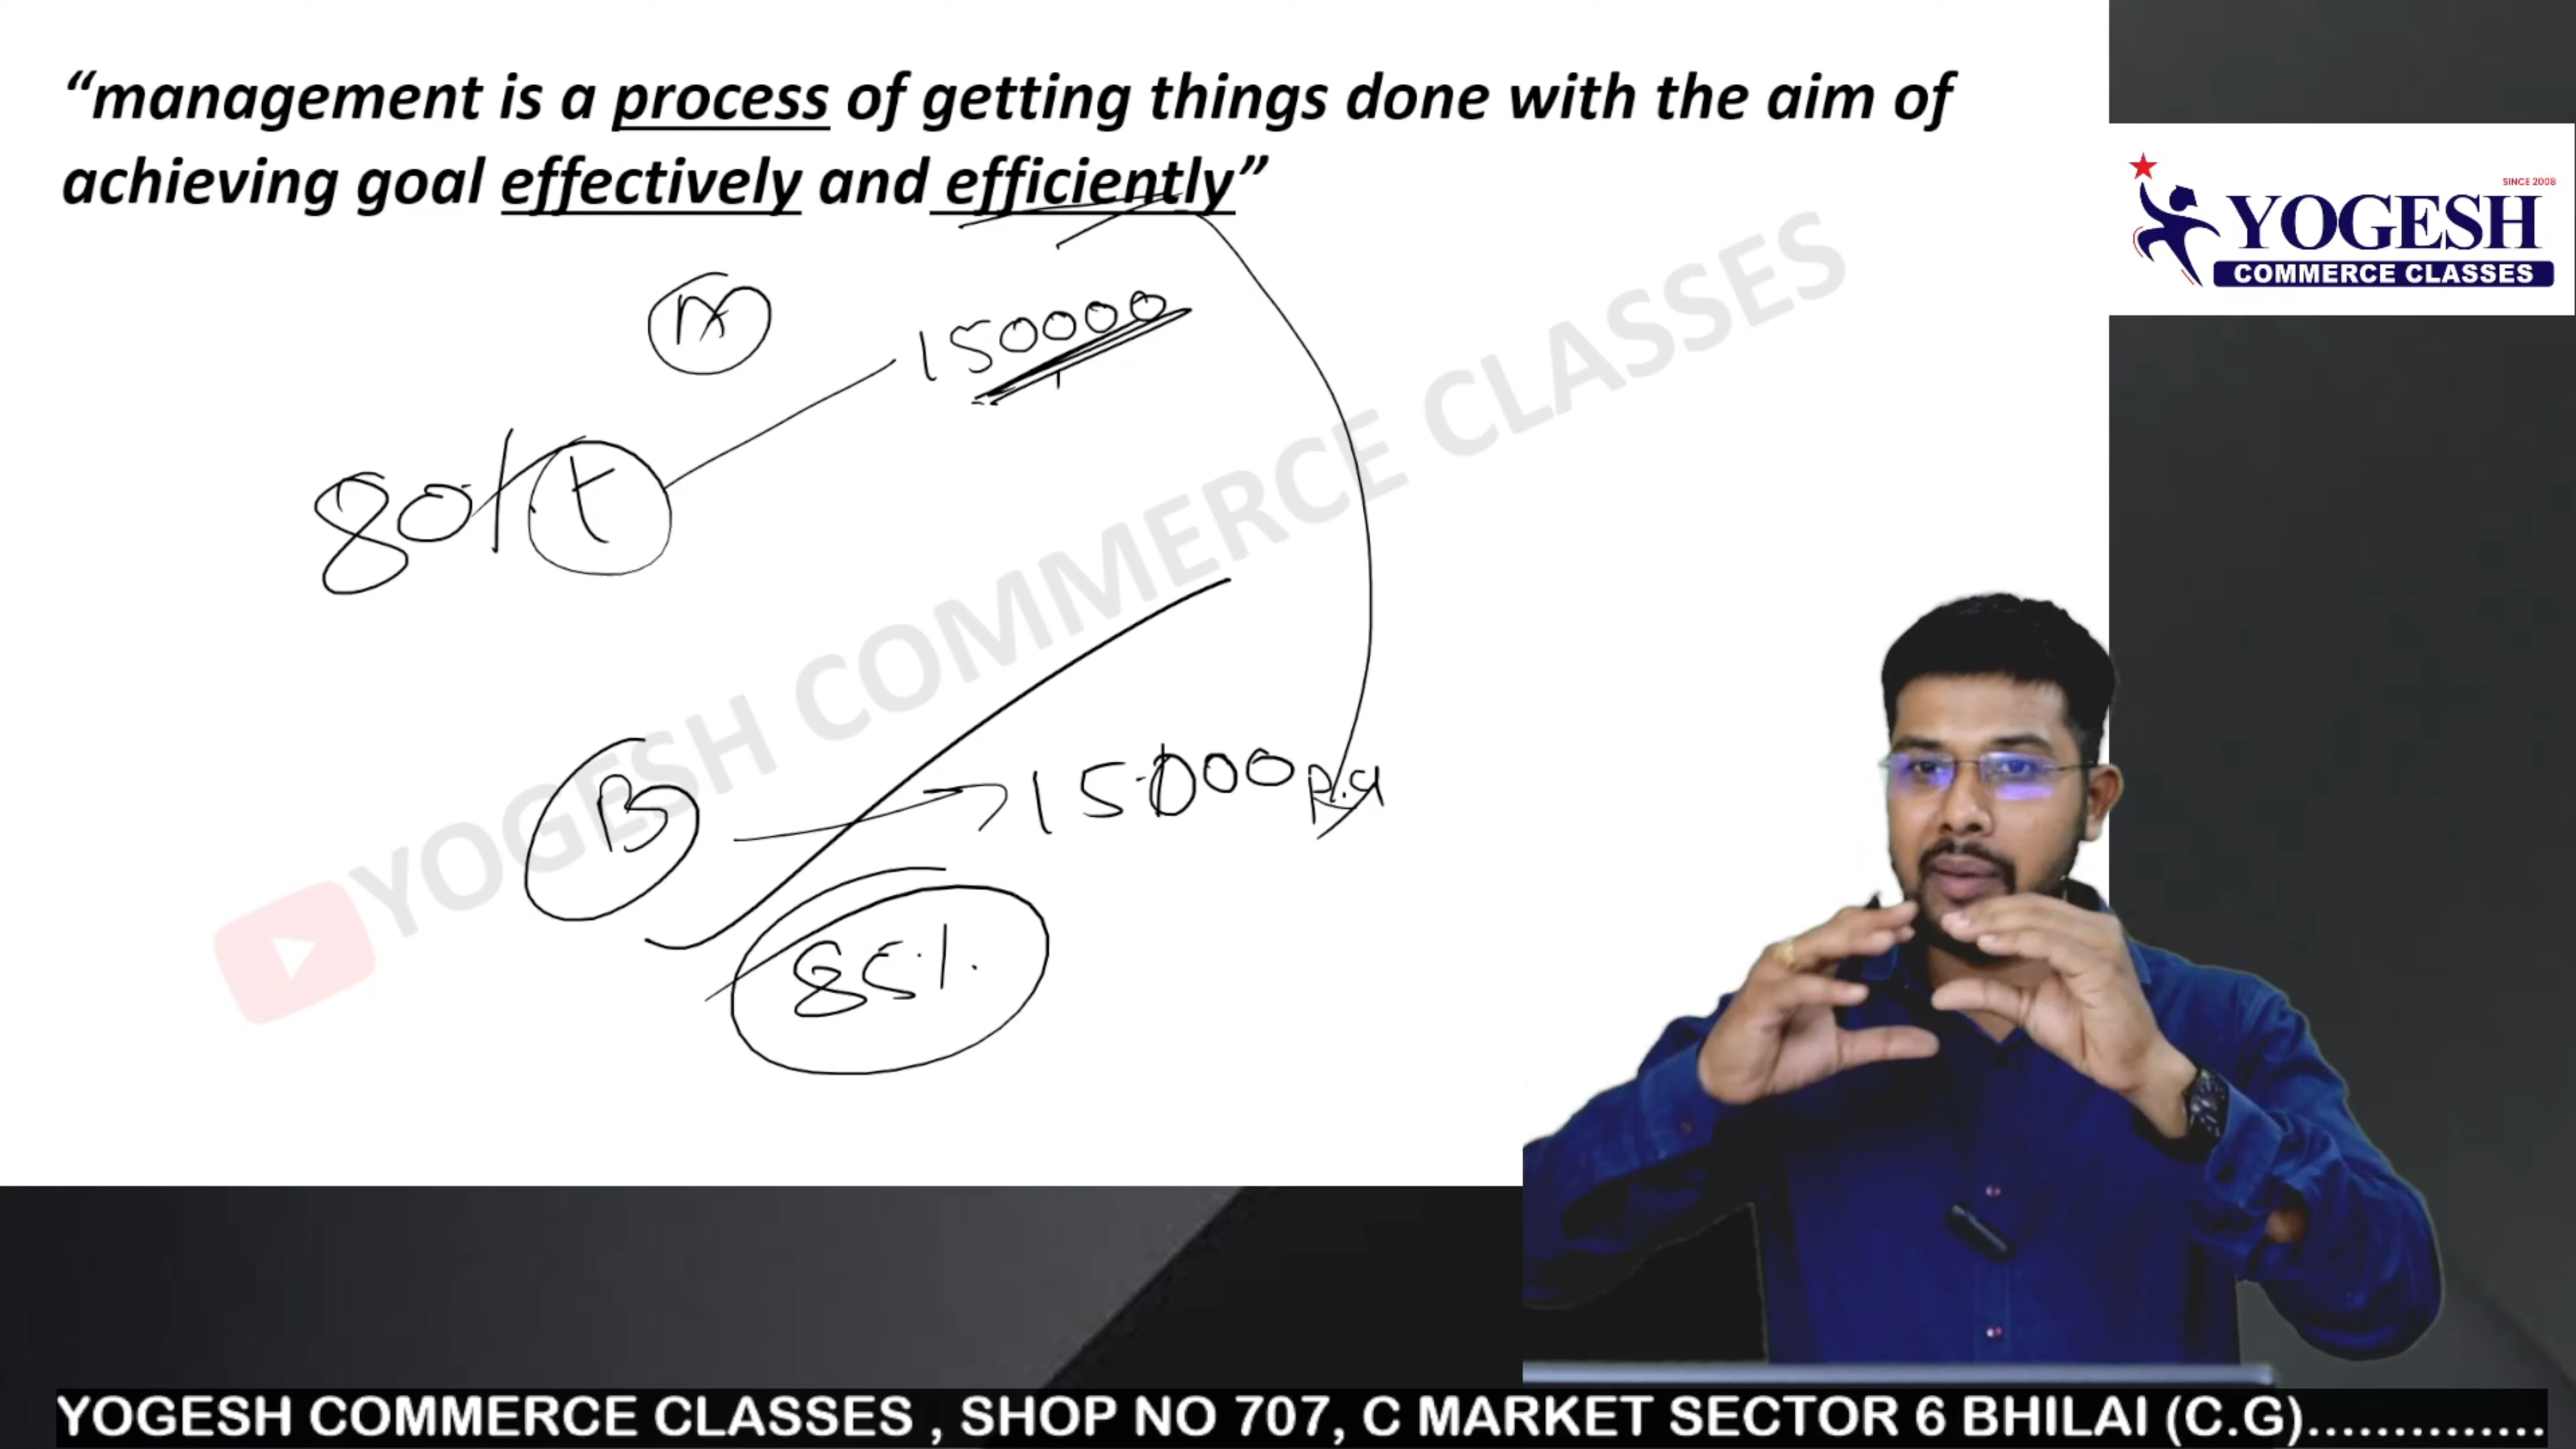 “management is a process of getting things done with the aim of
achieving goal effectively and efficiently”
SINCE 2008
YOGESH
COMMERCE CLASSES
A
150000
80%
t
YOGESH COMMERCE CLASSES
B
15000 p.a
85%
YOGESH COMMERCE CLASSES , SHOP NO 707, C MARKET SECTOR 6 BHILAI (C.G)..............